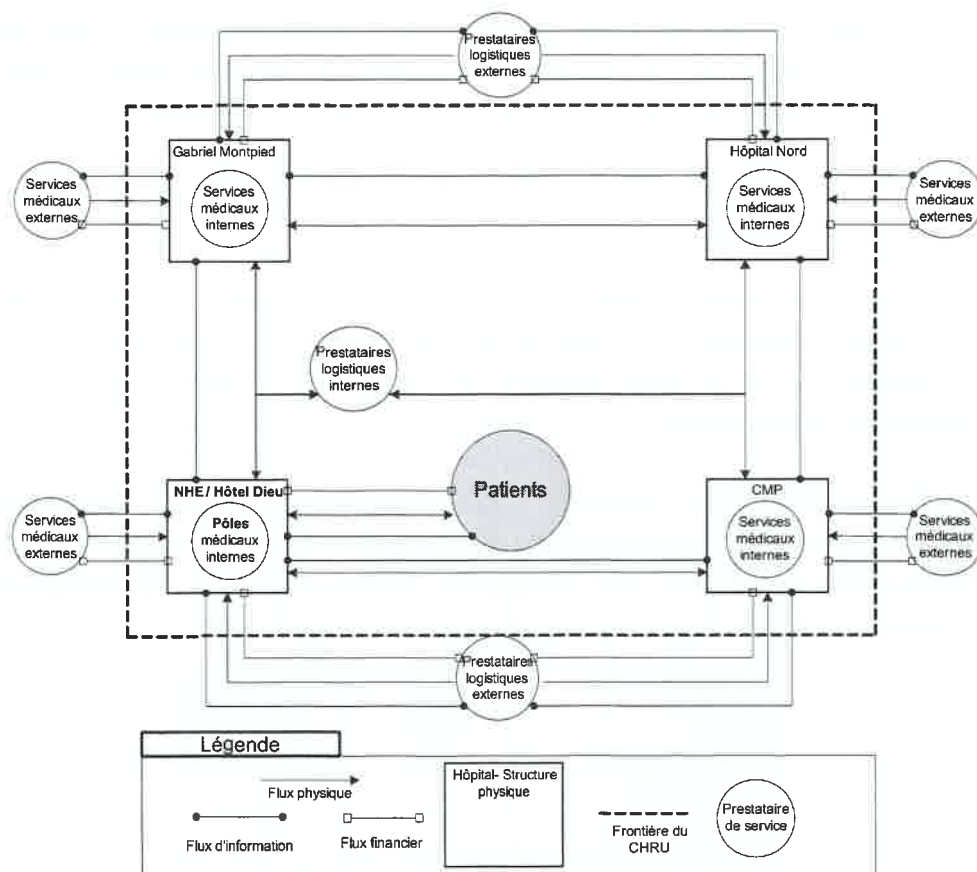 Prestataires
logistiques
externes
Gabriel Montpied
Hôpital Nord
Services
médicaux
externes
Services
médicaux
internes
Services
médicaux
internes
Services
médicaux
externes
Prestataires
logistiques
internes
NHE / Hôtel Dieu
Patients
CMP
Services
médicaux
externes
Pôles
médicaux
internes
Services
médicaux
internes
Services
médicaux
externes
Prestataires
logistiques
externes
Légende
Flux physique
Flux d'information
Flux financier
Hôpital- Structure
physique
Frontière du
CHRU
Prestataire
de service